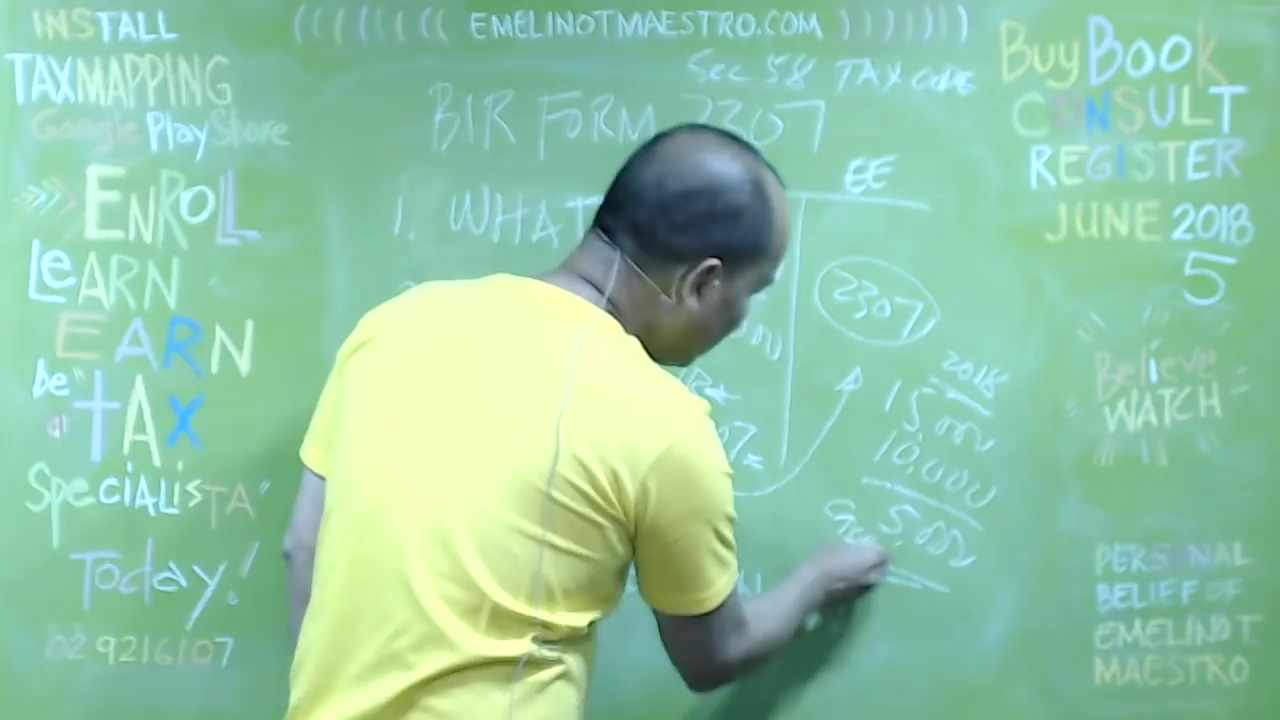 INSTALL
TAXMAPPING
Google Play Store
>>> ENROLL
LeARN
EARN
be "TAX
SpeciALisTA"
Today!
02 9216107
((((((( EMELINOTMAESTRO.COM )))))))
Sec 58 TAX CODE
BIR FORM 2307
1. WHAT
EE
2307
2018
15,000
10,000
5,000
Buy Book
CONSULT
REGISTER
JUNE 2018
5
Believe
WATCH
PERSONAL
BELIEF OF
EMELINOT
MAESTRO